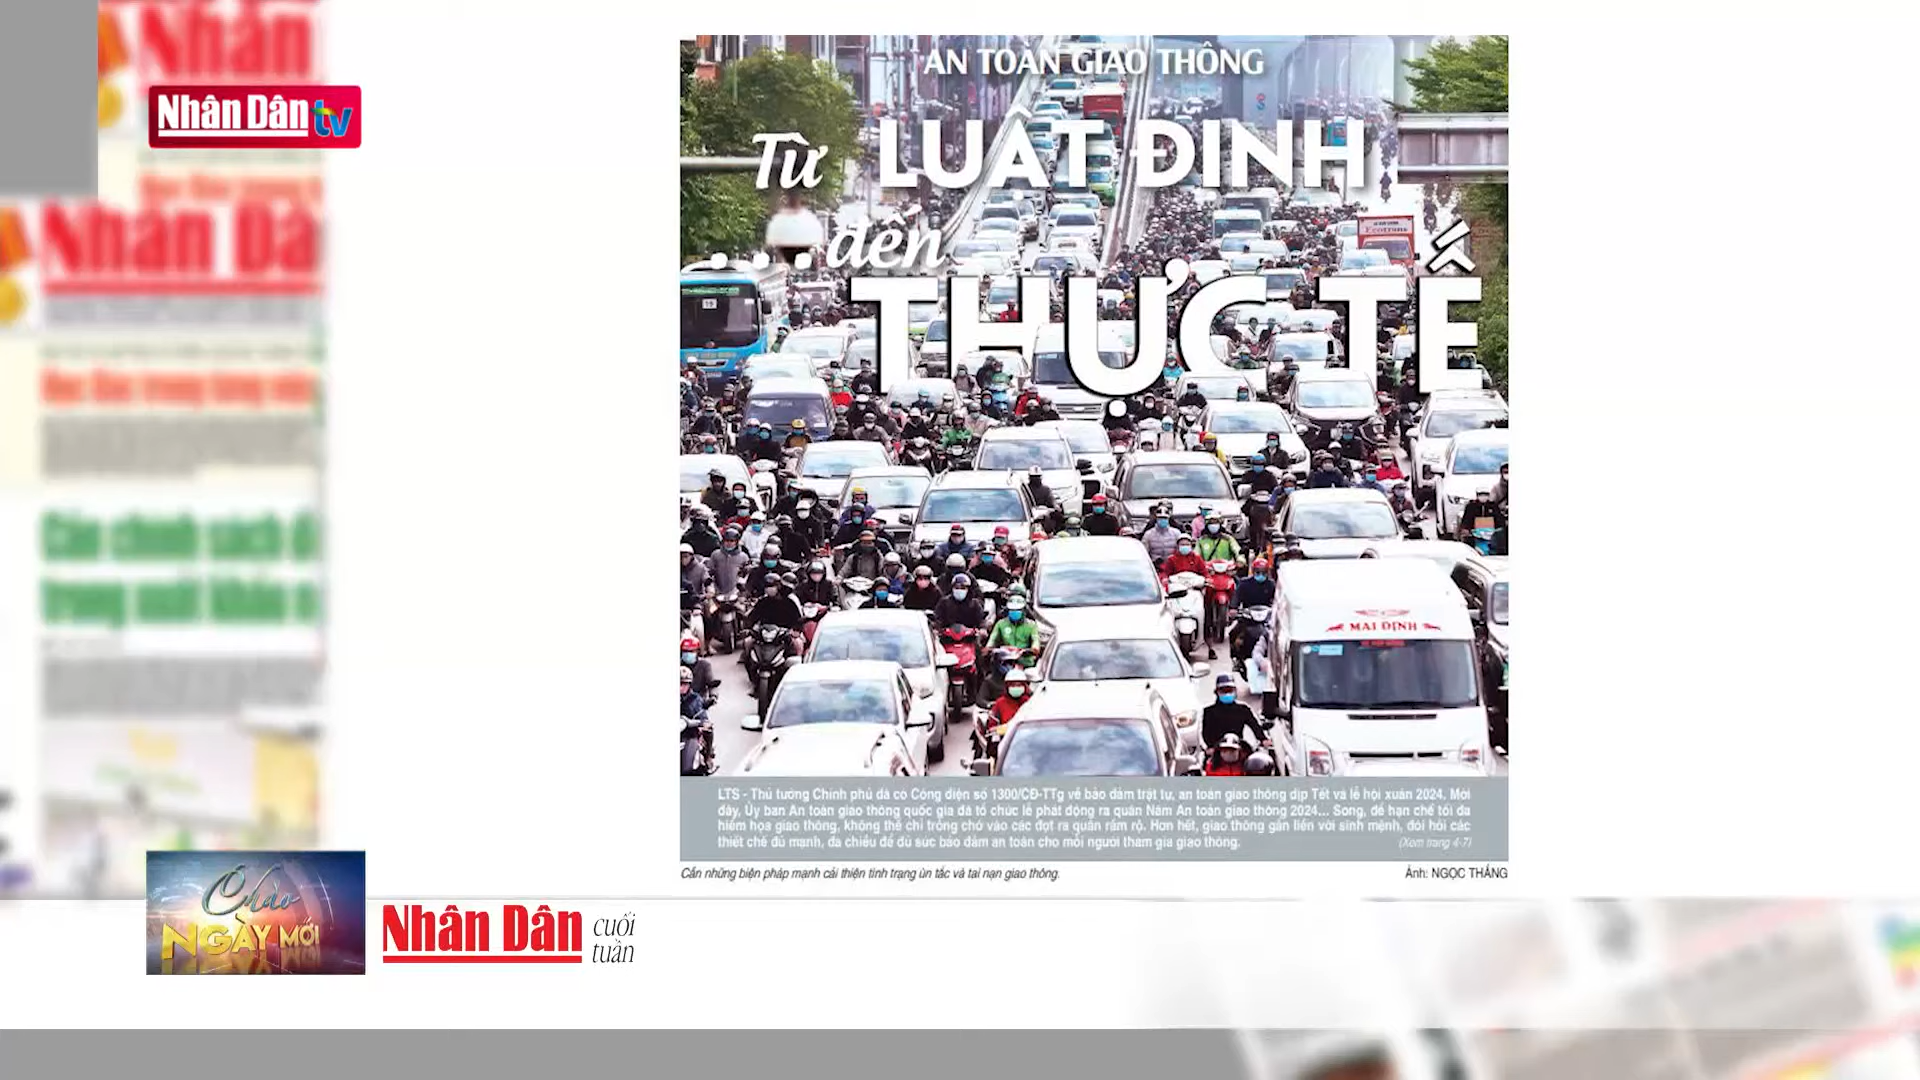 Nhân Dân tv
AN TOÀN GIAO THÔNG
Từ LUẬT ĐỊNH
...đến
THỰC TẾ
19
Ecotrans
MAI ĐỊNH
LTS - Thủ tướng Chính phủ đã có Công điện số 1300/CĐ-TTg về bảo đảm trật tự, an toàn giao thông dịp Tết và lễ hội xuân 2024. Mới
đây, Ủy ban An toàn giao thông quốc gia đã tổ chức lễ phát động ra quân Năm An toàn giao thông 2024... Song, để hạn chế tối đa
hiểm họa giao thông, không thể chỉ trông chờ vào các đợt ra quân rầm rộ. Hơn hết, giao thông gắn liền với sinh mệnh, đòi hỏi các
thiết chế đủ mạnh, đa chiều để đủ sức bảo đảm an toàn cho mỗi người tham gia giao thông.
(Xem trang 4-7)
Cần những biện pháp mạnh cải thiện tình trạng ùn tắc và tai nạn giao thông.
Ảnh: NGỌC THẮNG
Chào
NGÀY MỚI
Nhân Dân cuối
tuần
Nhân
Nhân Dâ